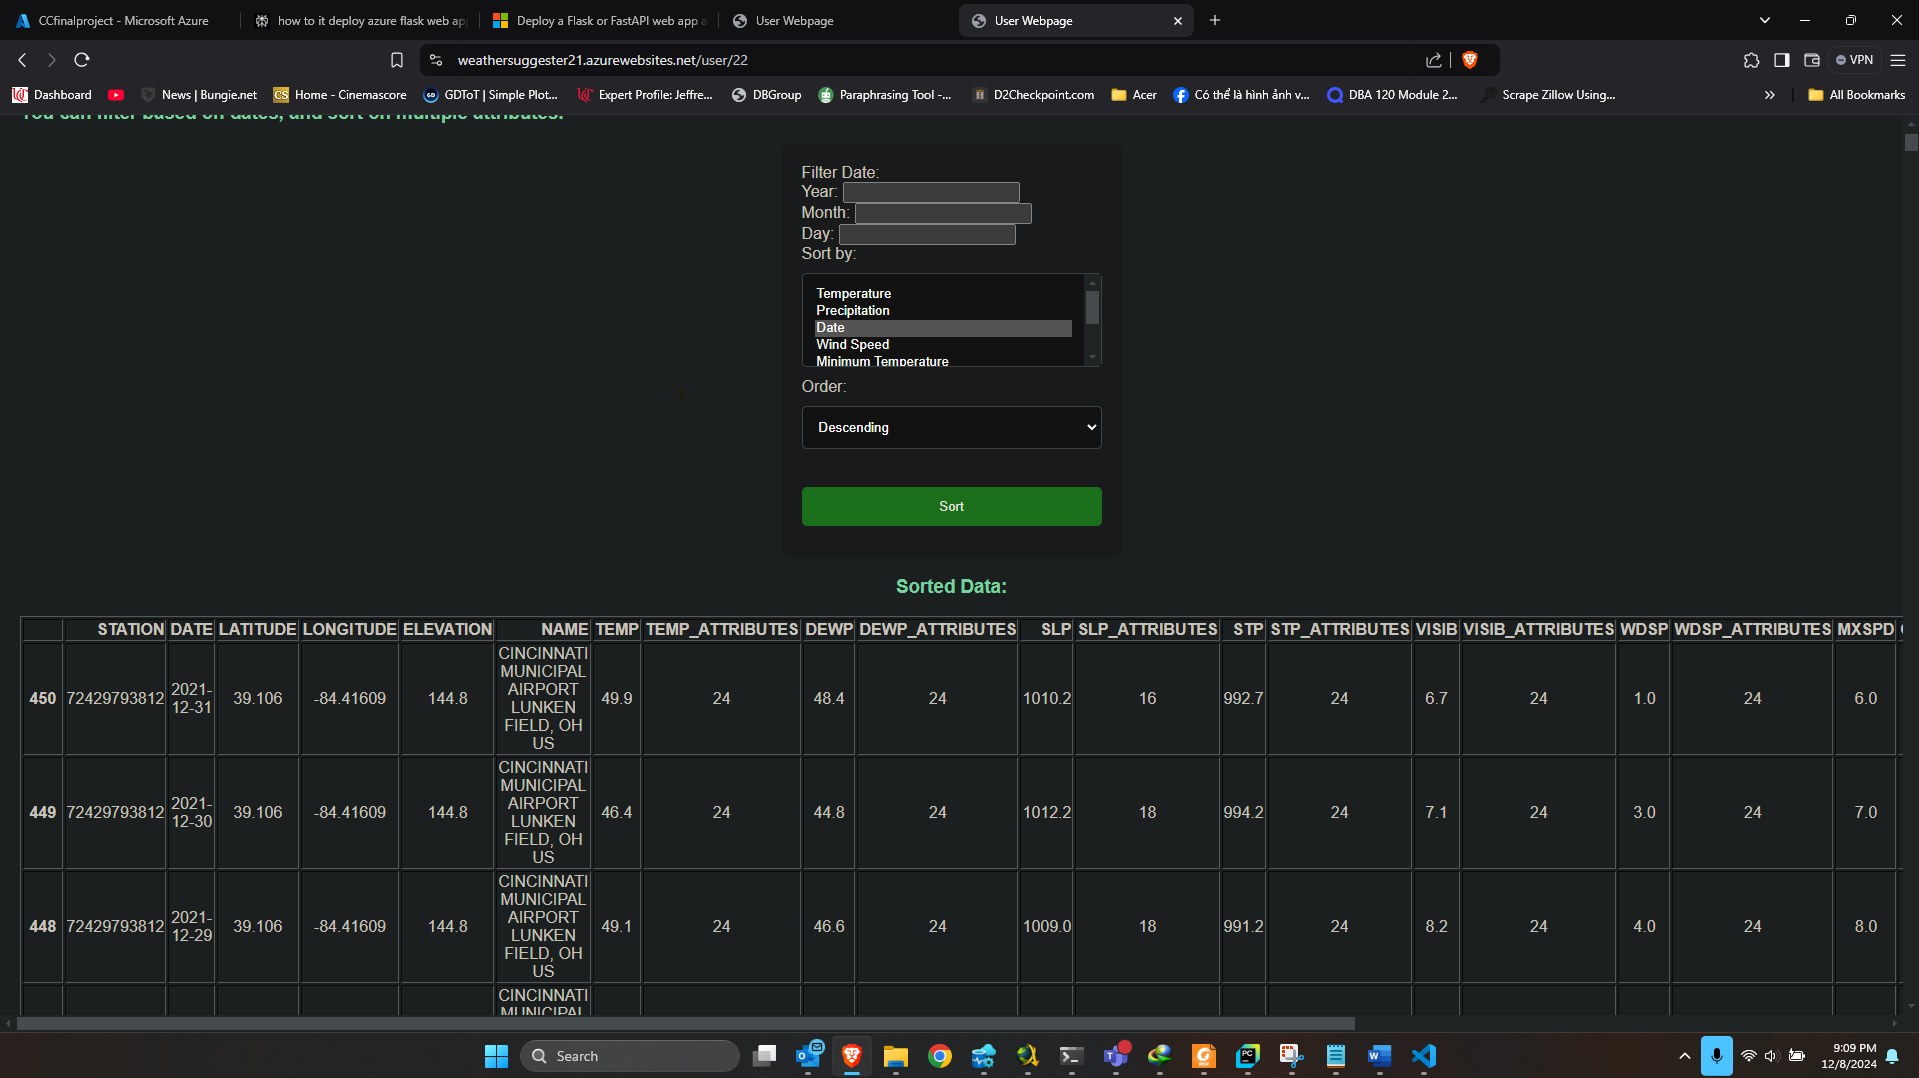 CCfinalproject - Microsoft Azure
how to it deploy azure flask web ap
Deploy a Flask or FastAPI web app a
User Webpage
User Webpage
weathersuggester21.azurewebsites.net/user/22
VPN
Dashboard
News | Bungie.net
Home - Cinemascore
GDToT | Simple Plot...
Expert Profile: Jeffre...
DBGroup
Paraphrasing Tool -...
D2Checkpoint.com
Acer
Có thể là hình ảnh v...
DBA 120 Module 2...
Scrape Zillow Using...
All Bookmarks
You can filter based on dates, and sort on multiple attributes.
Filter Date:
Year:
Month:
Day:
Sort by:
Temperature
Precipitation
Date
Wind Speed
Minimum Temperature
Order:
Descending
Sort
Sorted Data:
STATION DATE LATITUDE LONGITUDE ELEVATION NAME TEMP TEMP_ATTRIBUTES DEWP DEWP_ATTRIBUTES SLP SLP_ATTRIBUTES STP STP_ATTRIBUTES VISIB VISIB_ATTRIBUTES WDSP WDSP_ATTRIBUTES MXSPD
450 72429793812 2021-12-31 39.106 -84.41609 144.8 CINCINNATI MUNICIPAL AIRPORT LUNKEN FIELD, OH US 49.9 24 48.4 24 1010.2 16 992.7 24 6.7 24 1.0 24 6.0
449 72429793812 2021-12-30 39.106 -84.41609 144.8 CINCINNATI MUNICIPAL AIRPORT LUNKEN FIELD, OH US 46.4 24 44.8 24 1012.2 18 994.2 24 7.1 24 3.0 24 7.0
448 72429793812 2021-12-29 39.106 -84.41609 144.8 CINCINNATI MUNICIPAL AIRPORT LUNKEN FIELD, OH US 49.1 24 46.6 24 1009.0 18 991.2 24 8.2 24 4.0 24 8.0
CINCINNATI
MUNICIPAL
Search
9:09 PM
12/8/2024